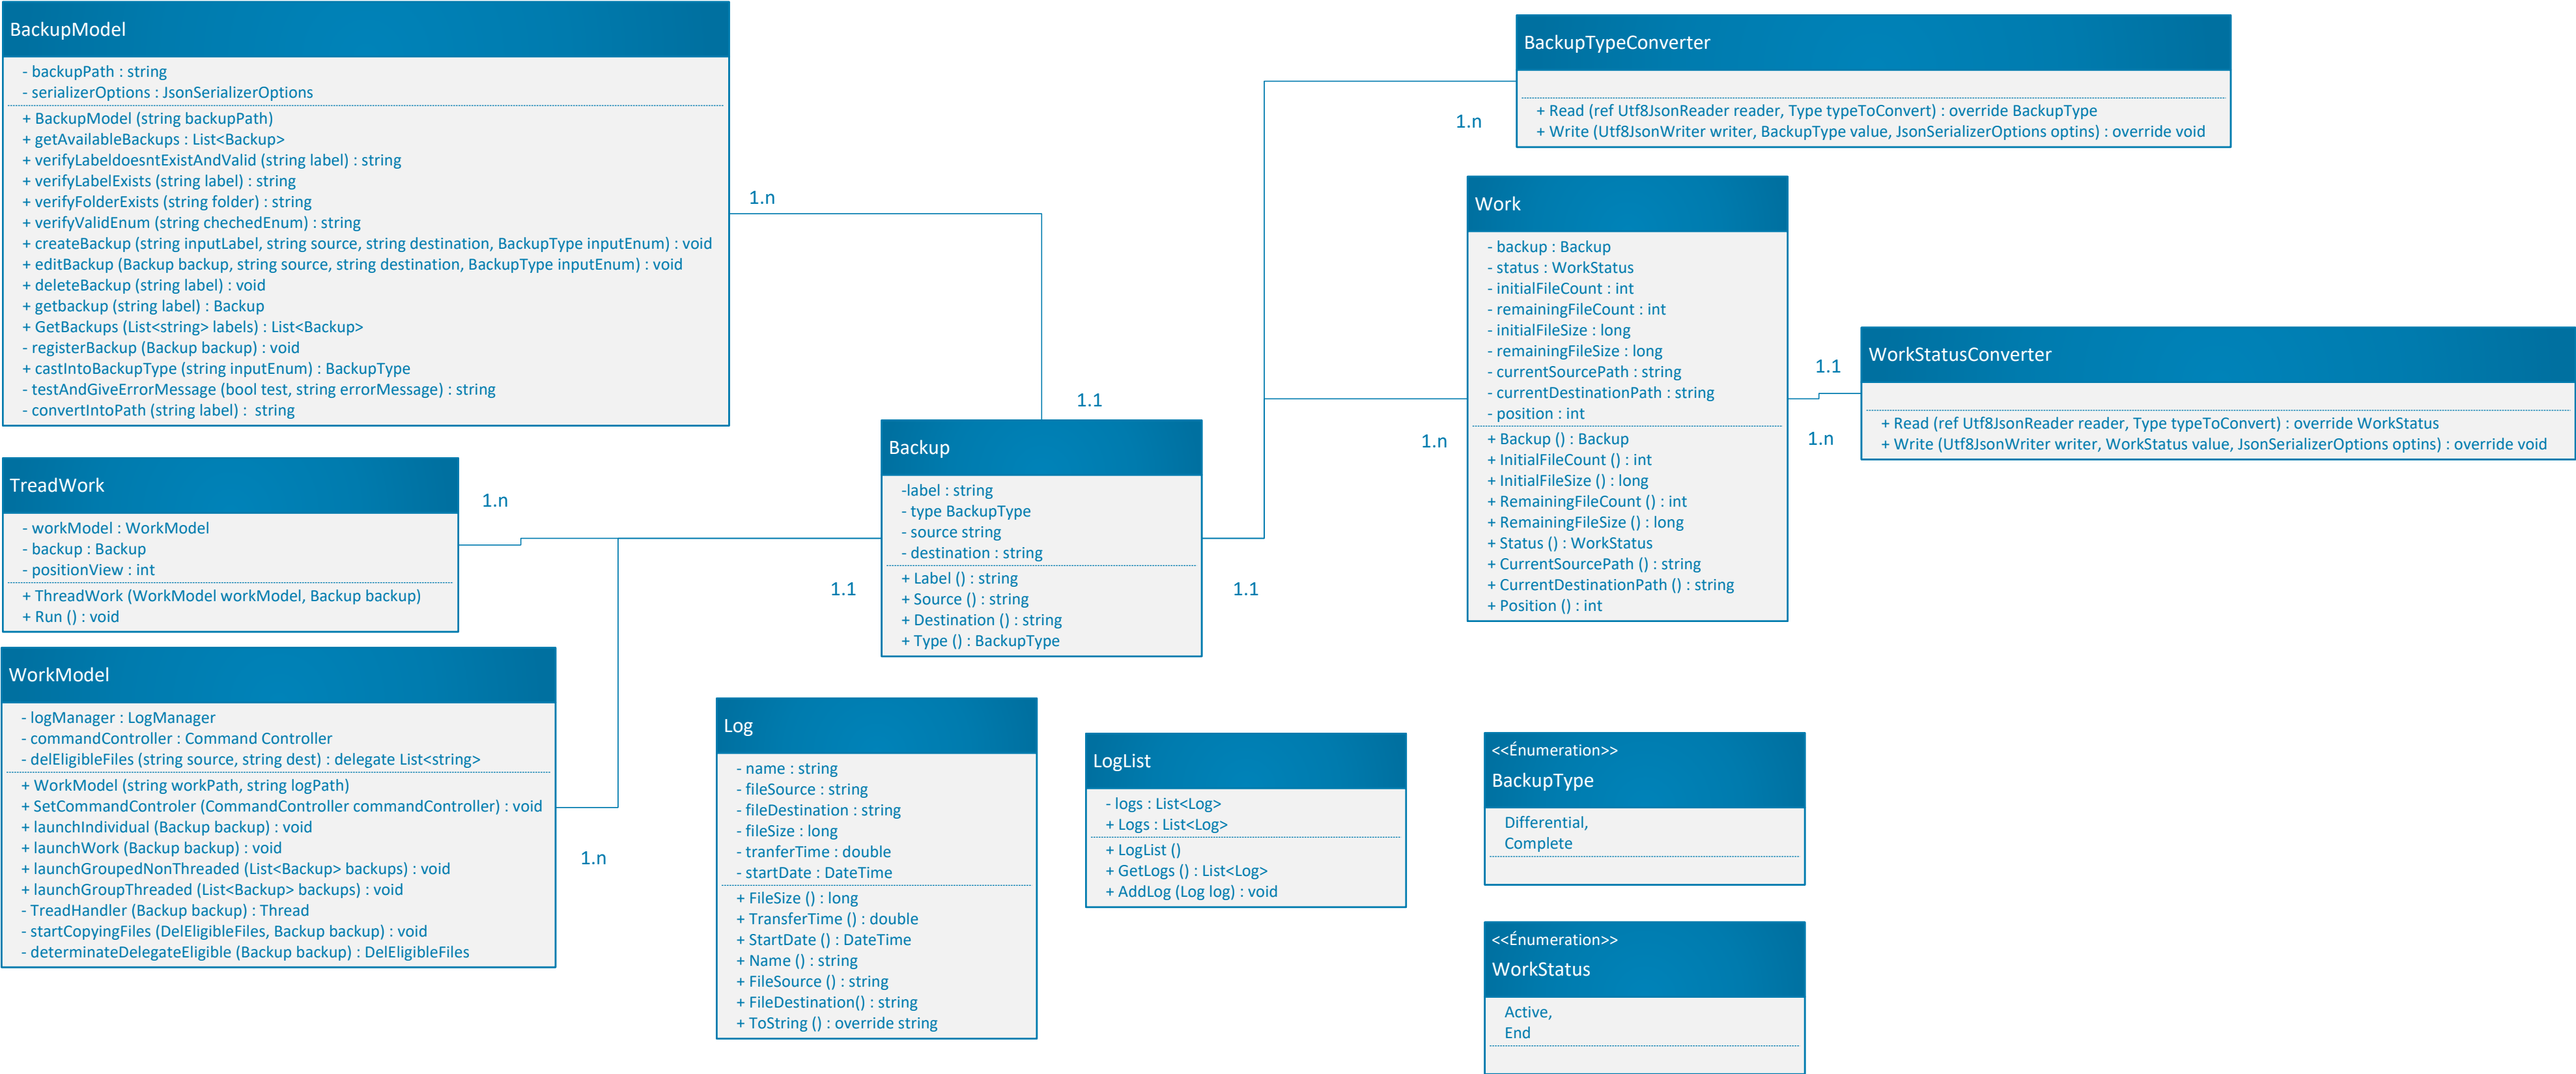 BackupModel
- backupPath : string
- serializerOptions : JsonSerializerOptions
+ BackupModel (string backupPath)
+ getAvailableBackups : List<Backup>
+ verifyLabeldoesntExistAndValid (string label) : string
+ verifyLabelExists (string label) : string
+ verifyFolderExists (string folder) : string
+ verifyValidEnum (string chechedEnum) : string
+ createBackup (string inputLabel, string source, string destination, BackupType inputEnum) : void
+ editBackup (Backup backup, string source, string destination, BackupType inputEnum) : void
+ deleteBackup (string label) : void
+ getbackup (string label) : Backup
+ GetBackups (List<string> labels) : List<Backup>
- registerBackup (Backup backup) : void
+ castIntoBackupType (string inputEnum) : BackupType
- testAndGiveErrorMessage (bool test, string errorMessage) : string
- convertIntoPath (string label) :  string
1.n
1.1
BackupTypeConverter
+ Read (ref Utf8JsonReader reader, Type typeToConvert) : override BackupType
+ Write (Utf8JsonWriter writer, BackupType value, JsonSerializerOptions optins) : override void
1.n
Work
- backup : Backup
- status : WorkStatus
- initialFileCount : int
- remainingFileCount : int
- initialFileSize : long
- remainingFileSize : long
- currentSourcePath : string
- currentDestinationPath : string
- position : int
+ Backup () : Backup
+ InitialFileCount () : int
+ InitialFileSize () : long
+ RemainingFileCount () : int
+ RemainingFileSize () : long
+ Status () : WorkStatus
+ CurrentSourcePath () : string
+ CurrentDestinationPath () : string
+ Position () : int
1.n
1.1
1.n
WorkStatusConverter
+ Read (ref Utf8JsonReader reader, Type typeToConvert) : override WorkStatus
+ Write (Utf8JsonWriter writer, WorkStatus value, JsonSerializerOptions optins) : override void
Backup
-label : string
- type BackupType
- source string
- destination : string
+ Label () : string
+ Source () : string
+ Destination () : string
+ Type () : BackupType
1.1
1.1
TreadWork
- workModel : WorkModel
- backup : Backup
- positionView : int
+ ThreadWork (WorkModel workModel, Backup backup)
+ Run () : void
1.n
WorkModel
- logManager : LogManager
- commandController : Command Controller
- delEligibleFiles (string source, string dest) : delegate List<string>
+ WorkModel (string workPath, string logPath)
+ SetCommandControler (CommandController commandController) : void
+ launchIndividual (Backup backup) : void
+ launchWork (Backup backup) : void
+ launchGroupedNonThreaded (List<Backup> backups) : void
+ launchGroupThreaded (List<Backup> backups) : void
- TreadHandler (Backup backup) : Thread
- startCopyingFiles (DelEligibleFiles, Backup backup) : void
- determinateDelegateEligible (Backup backup) : DelEligibleFiles
1.n
Log
- name : string
- fileSource : string
- fileDestination : string
- fileSize : long
- tranferTime : double
- startDate : DateTime
+ FileSize () : long
+ TransferTime () : double
+ StartDate () : DateTime
+ Name () : string
+ FileSource () : string
+ FileDestination() : string
+ ToString () : override string
LogList
- logs : List<Log>
+ Logs : List<Log>
+ LogList ()
+ GetLogs () : List<Log>
+ AddLog (Log log) : void
<<Énumeration>>
BackupType
Differential,
Complete
<<Énumeration>>
WorkStatus
Active,
End